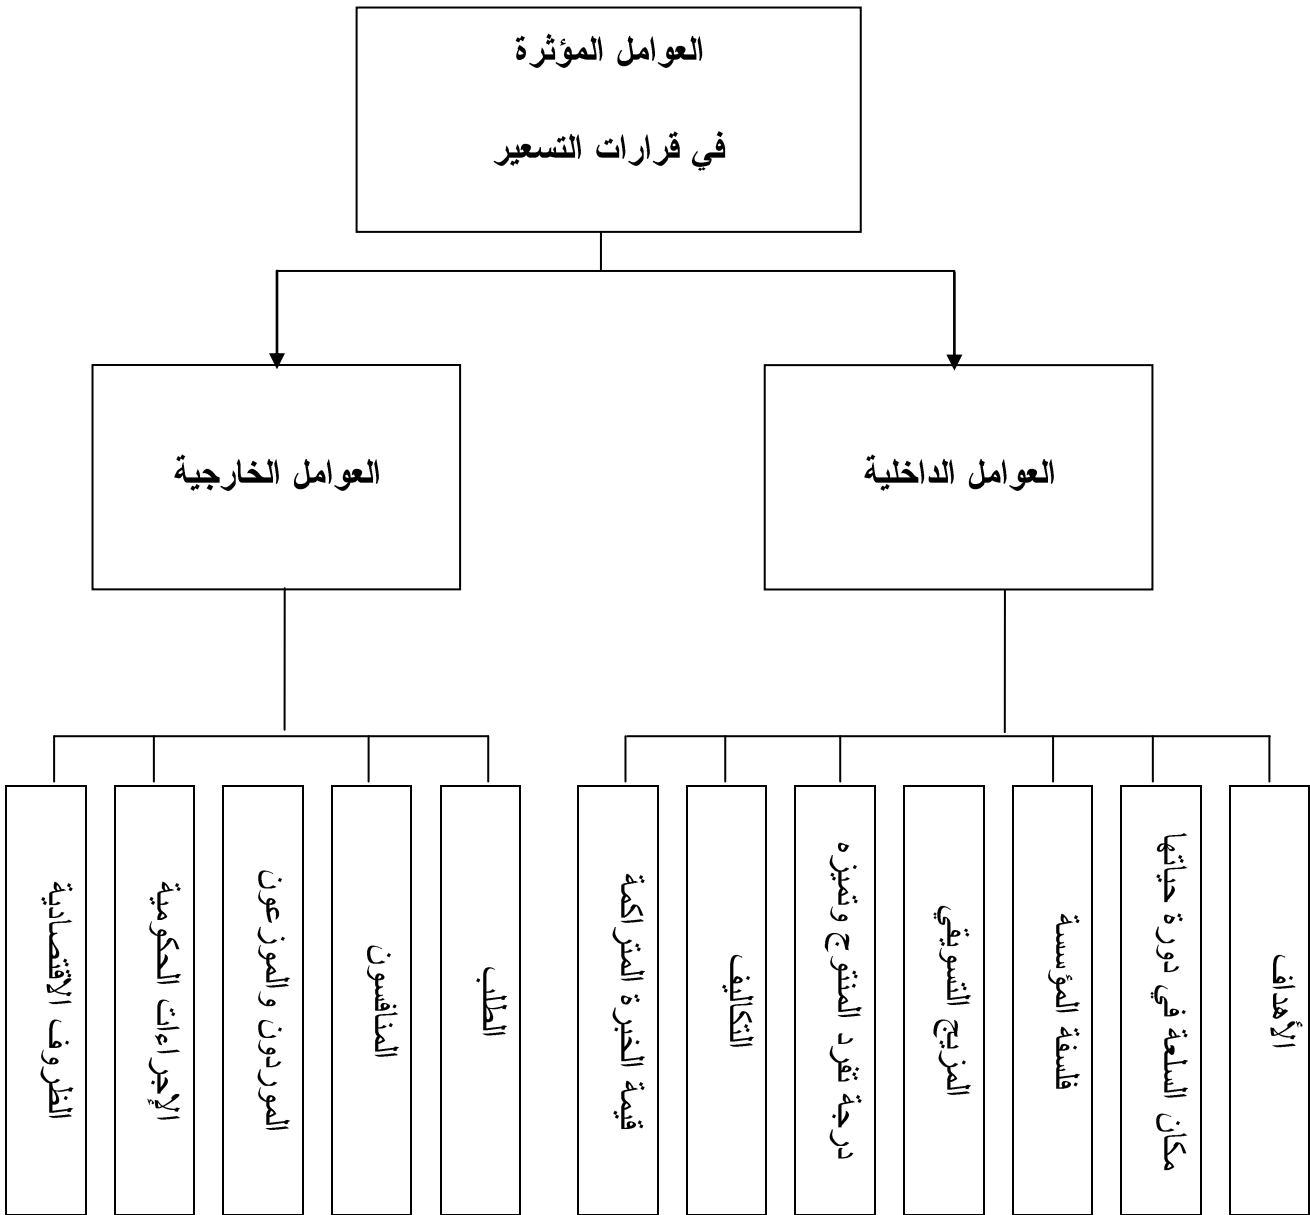 العوامل المؤثرة
في قرارات التسعير
العوامل الداخلية
العوامل الخارجية
الأهداف
مكان السلعة في دورة حياتها
فلسفة المؤسسة
المزيج التسويقي
درجة تفرد المنتوج وتميزه
التكاليف
قيمة الخبرة المتراكمة
الطلب
المنافسون
الموردون والموزعون
الإجراءات الحكومية
الظروف الاقتصادية